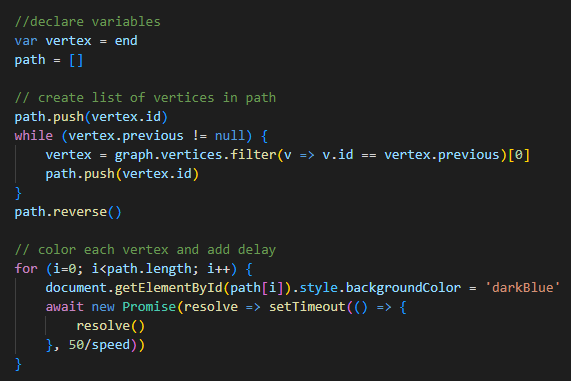 //declare variables
var vertex = end
path = []
// create list of vertices in path
path.push(vertex.id)
while (vertex.previous != null) {
    vertex = graph.vertices.filter(v => v.id == vertex.previous)[0]
    path.push(vertex.id)
}
path.reverse()
// color each vertex and add delay
for (i=0; i<path.length; i++) {
    document.getElementById(path[i]).style.backgroundColor = 'darkBlue'
    await new Promise(resolve => setTimeout(() => {
        resolve()
    }, 50/speed))
}